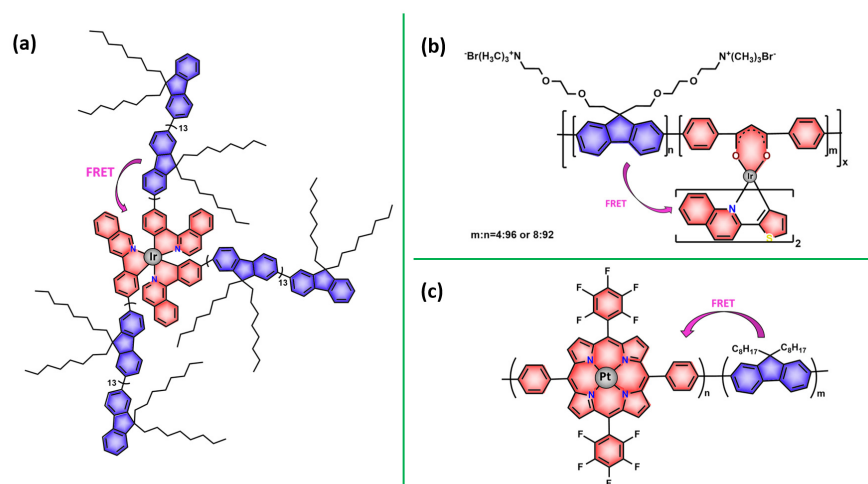 (a)
13
FRET
N
N
Ir
N
13
13
(b)
-Br(H3C)3+N
N+(CH3)3Br-
O
O
O
O
n
m
x
O
O
Ir
FRET
N
S
2
m:n=4:96 or 8:92
(c)
F
F
F
F
F
FRET
C8H17
C8H17
N
N
Pt
N
N
n
m
F
F
F
F
F